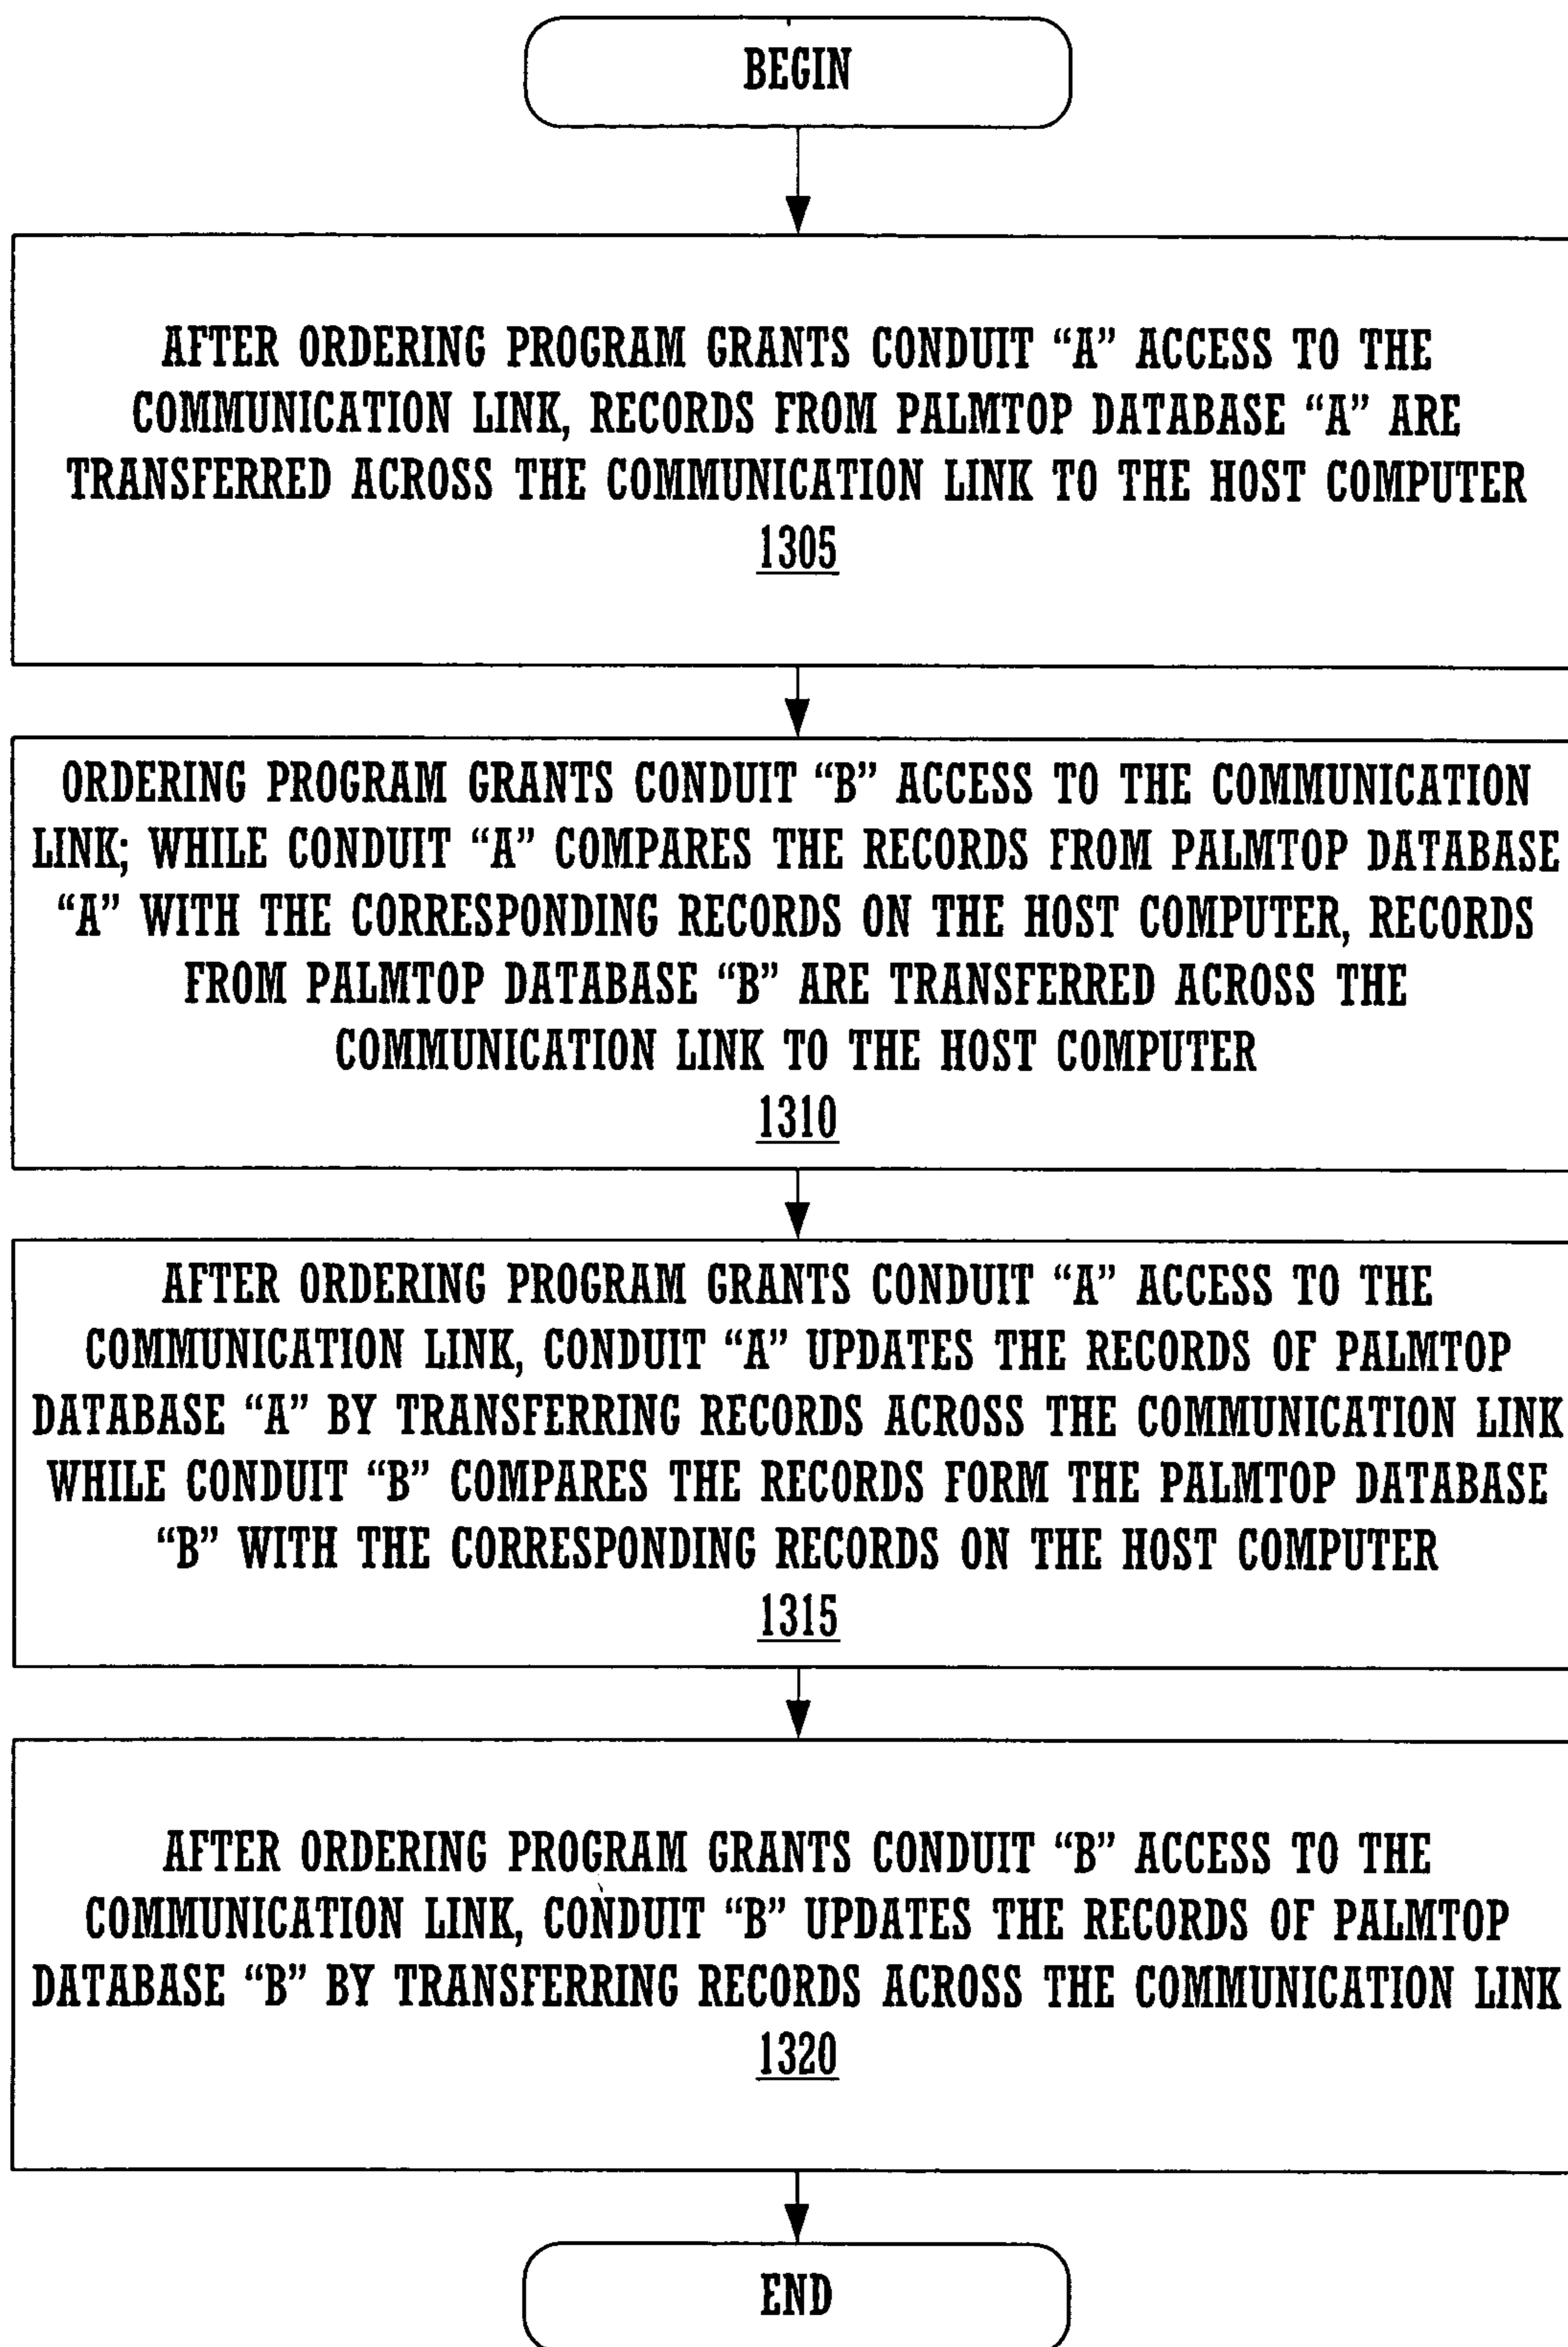 BEGIN
AFTER ORDERING PROGRAM GRANTS CONDUIT “A” ACCESS TO THE
COMMUNICATION LINK, RECORDS FROM PALMTOP DATABASE “A” ARE
TRANSFERRED ACROSS THE COMMUNICATION LINK TO THE HOST COMPUTER
1305
ORDERING PROGRAM GRANTS CONDUIT “B” ACCESS TO THE COMMUNICATION
LINK; WHILE CONDUIT “A” COMPARES THE RECORDS FROM PALMTOP DATABASE
“A” WITH THE CORRESPONDING RECORDS ON THE HOST COMPUTER, RECORDS
FROM PALMTOP DATABASE “B” ARE TRANSFERRED ACROSS THE
COMMUNICATION LINK TO THE HOST COMPUTER
1310
AFTER ORDERING PROGRAM GRANTS CONDUIT “A” ACCESS TO THE
COMMUNICATION LINK, CONDUIT “A” UPDATES THE RECORDS OF PALMTOP
DATABASE “A” BY TRANSFERRING RECORDS ACROSS THE COMMUNICATION LINK
WHILE CONDUIT “B” COMPARES THE RECORDS FORM THE PALMTOP DATABASE
“B” WITH THE CORRESPONDING RECORDS ON THE HOST COMPUTER
1315
AFTER ORDERING PROGRAM GRANTS CONDUIT “B” ACCESS TO THE
COMMUNICATION LINK, CONDUIT “B” UPDATES THE RECORDS OF PALMTOP
DATABASE “B” BY TRANSFERRING RECORDS ACROSS THE COMMUNICATION LINK
1320
END